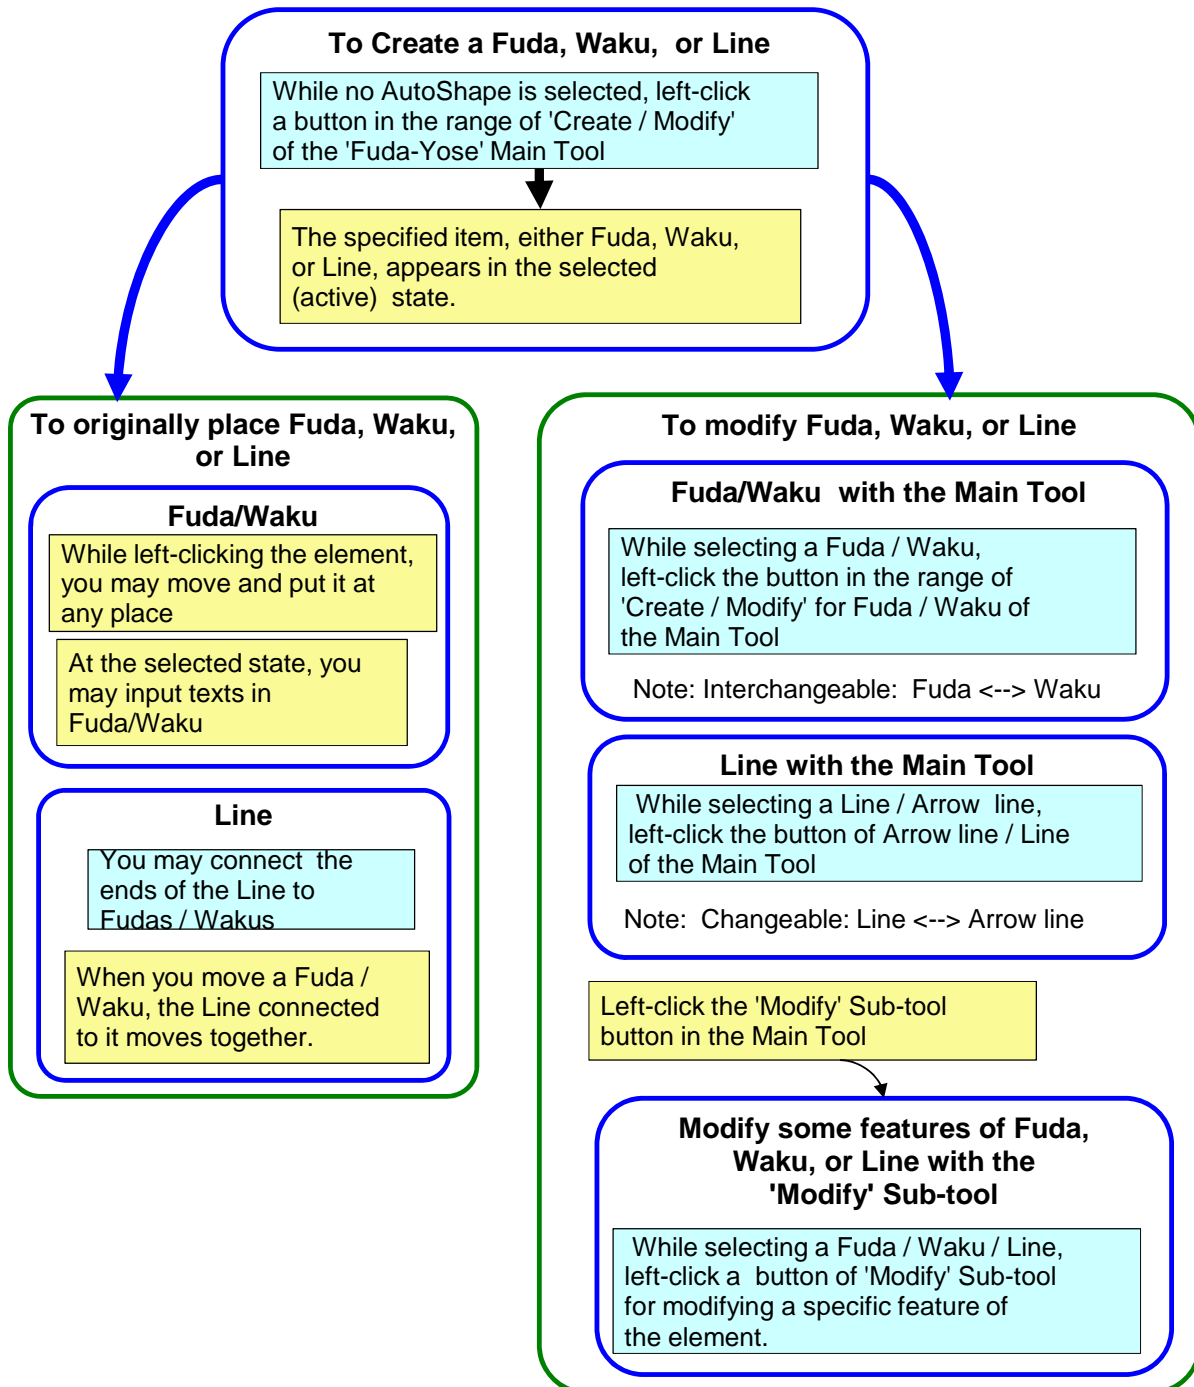 To Create a Fuda, Waku, or Line
While no AutoShape is selected, left-click
a button in the range of 'Create / Modify'
of the 'Fuda-Yose' Main Tool
The specified item, either Fuda, Waku,
or Line, appears in the selected
(active) state.
To originally place Fuda, Waku,
or Line
Fuda/Waku
While left-clicking the element,
you may move and put it at
any place
At the selected state, you
may input texts in
Fuda/Waku
Line
You may connect the
ends of the Line to
Fudas / Wakus
When you move a Fuda /
Waku, the Line connected
to it moves together.
To modify Fuda, Waku, or Line
Fuda/Waku with the Main Tool
While selecting a Fuda / Waku,
left-click the button in the range of
'Create / Modify' for Fuda / Waku of
the Main Tool
Note: Interchangeable: Fuda <--> Waku
Line with the Main Tool
While selecting a Line / Arrow line,
left-click the button of Arrow line / Line
of the Main Tool
Note: Changeable: Line <--> Arrow line
Left-click the 'Modify' Sub-tool
button in the Main Tool
Modify some features of Fuda,
Waku, or Line with the
'Modify' Sub-tool
While selecting a Fuda / Waku / Line,
left-click a button of 'Modify' Sub-tool
for modifying a specific feature of
the element.